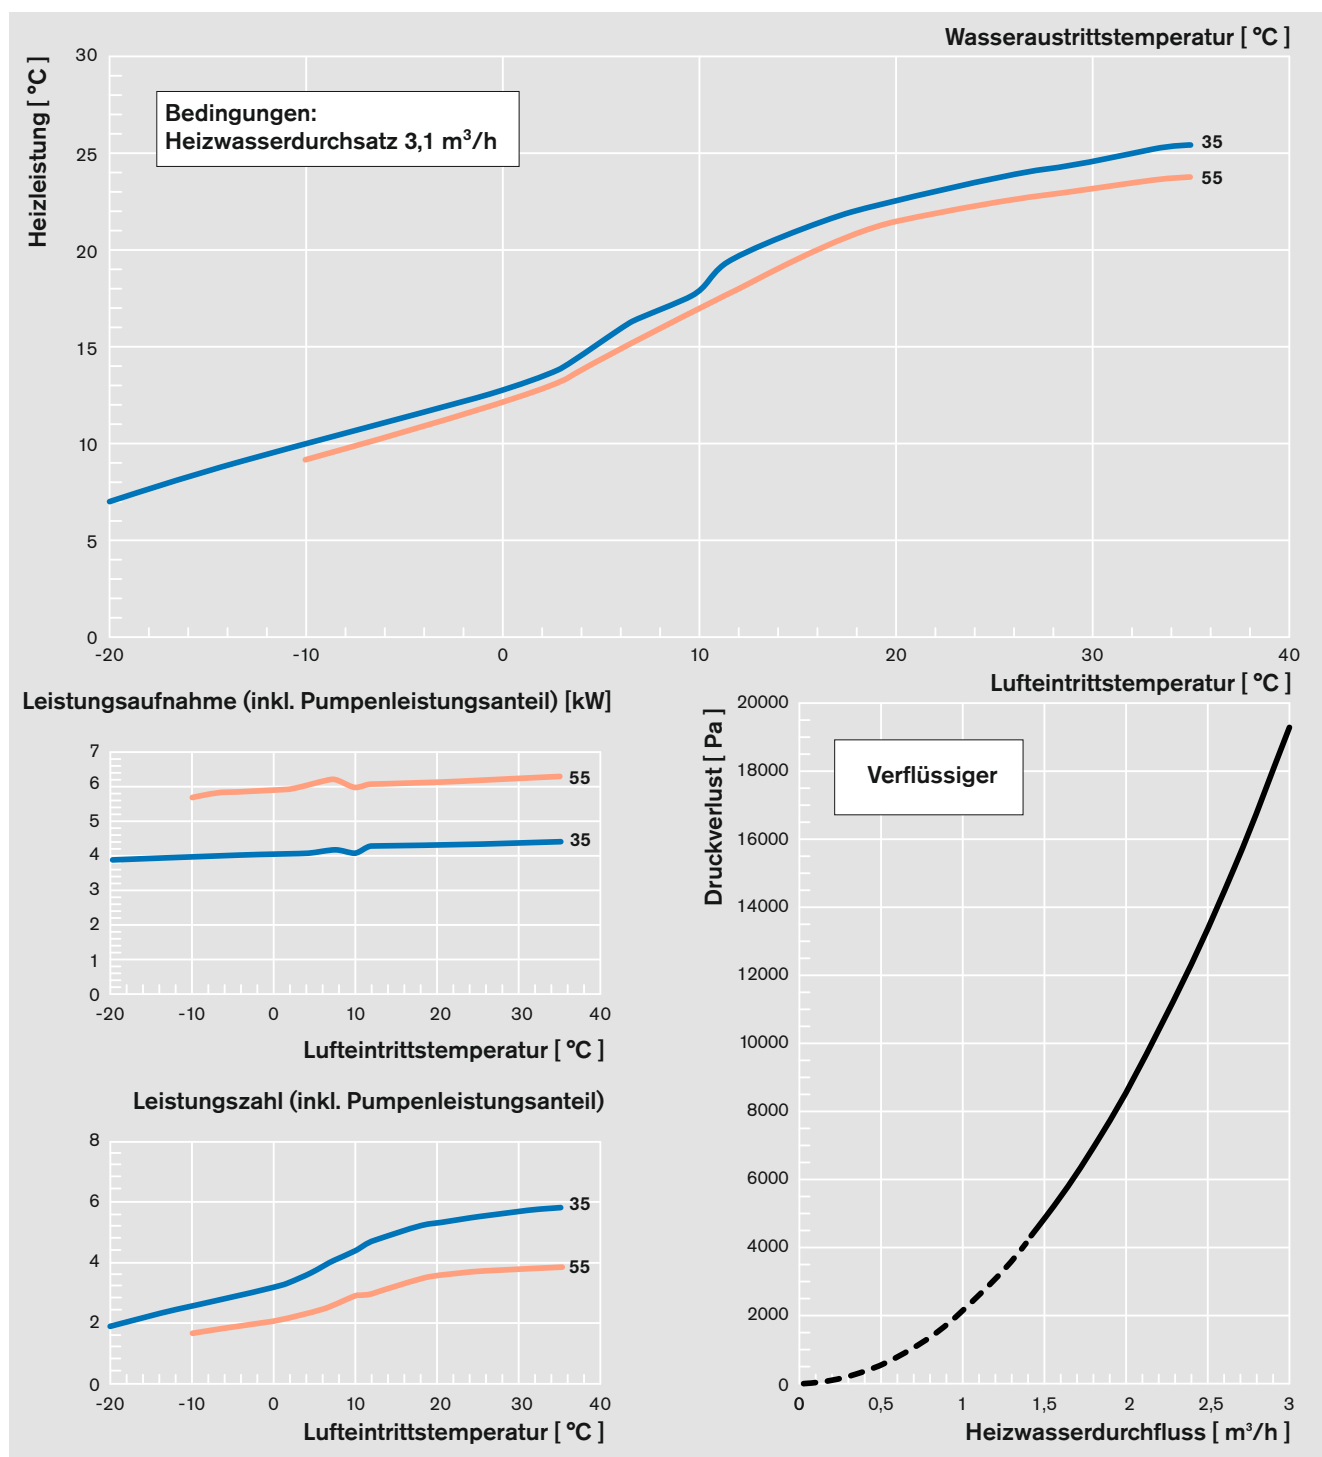 Wasseraustrittstemperatur [ °C ]
Heizleistung [ °C ]
30
25
20
15
10
5
0
Bedingungen:
Heizwasserdurchsatz 3,1 m³/h
35
55
-20 -10 0 10 20 30 40
Lufteintrittstemperatur [ °C ]
Leistungsaufnahme (inkl. Pumpenleistungsanteil) [kW]
7
6
5
4
3
2
1
0
55
35
-20 -10 0 10 20 30 40
Lufteintrittstemperatur [ °C ]
Leistungszahl (inkl. Pumpenleistungsanteil)
8
6
4
2
0
35
55
-20 -10 0 10 20 30 40
Lufteintrittstemperatur [ °C ]
Druckverlust [ Pa ]
20000
18000
16000
14000
12000
10000
8000
6000
4000
2000
0
Verflüssiger
0 0,5 1 1,5 2 2,5 3
Heizwasserdurchfluss [ m³/h ]